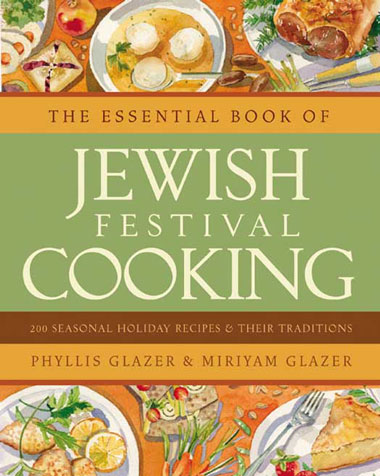 THE ESSENTIAL BOOK OF
JEWISH
FESTIVAL
COOKING
200 SEASONAL HOLIDAY RECIPES & THEIR TRADITIONS
PHYLLIS GLAZER & MIRIYAM GLAZER